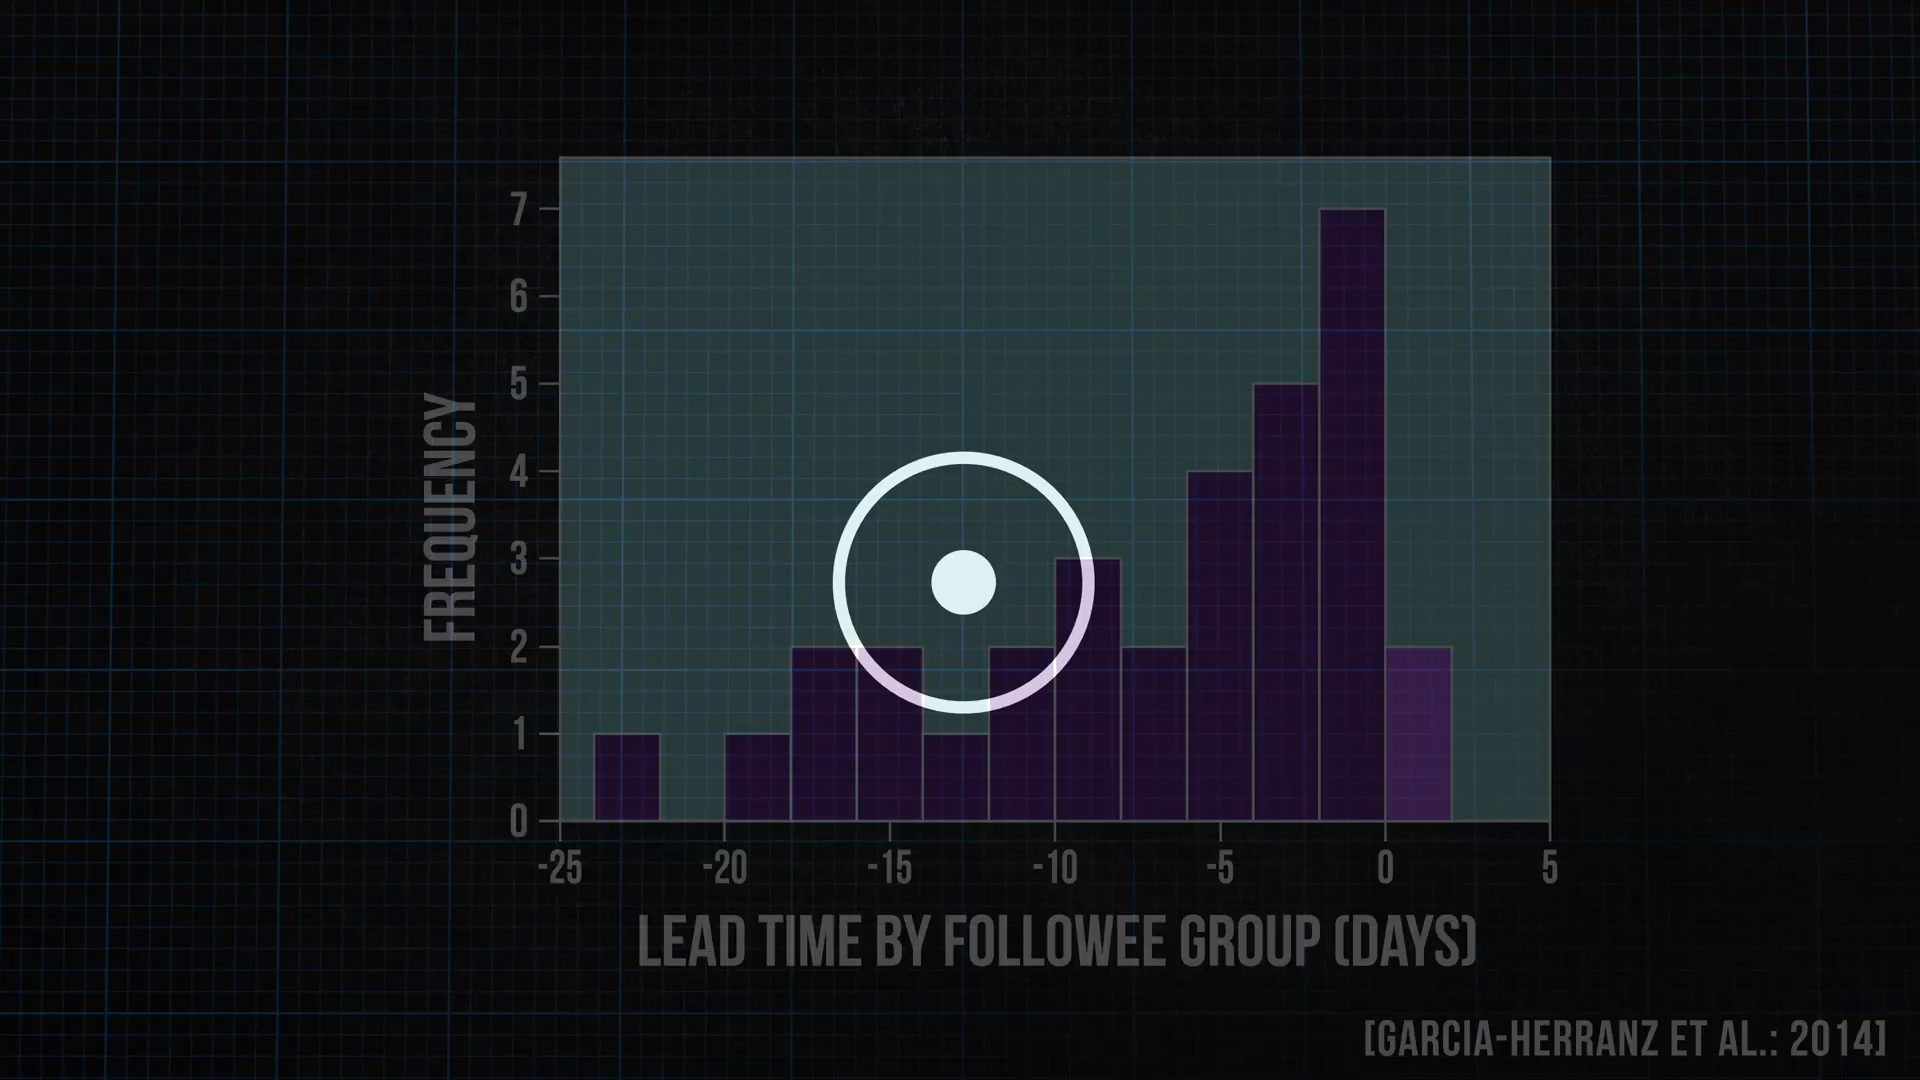 7
6
5
4
3
2
1
0
FREQUENCY
-25 -20 -15 -10 -5 0 5
LEAD TIME BY FOLLOWEE GROUP (DAYS)
[GARCIA-HERRANZ ET AL.: 2014]